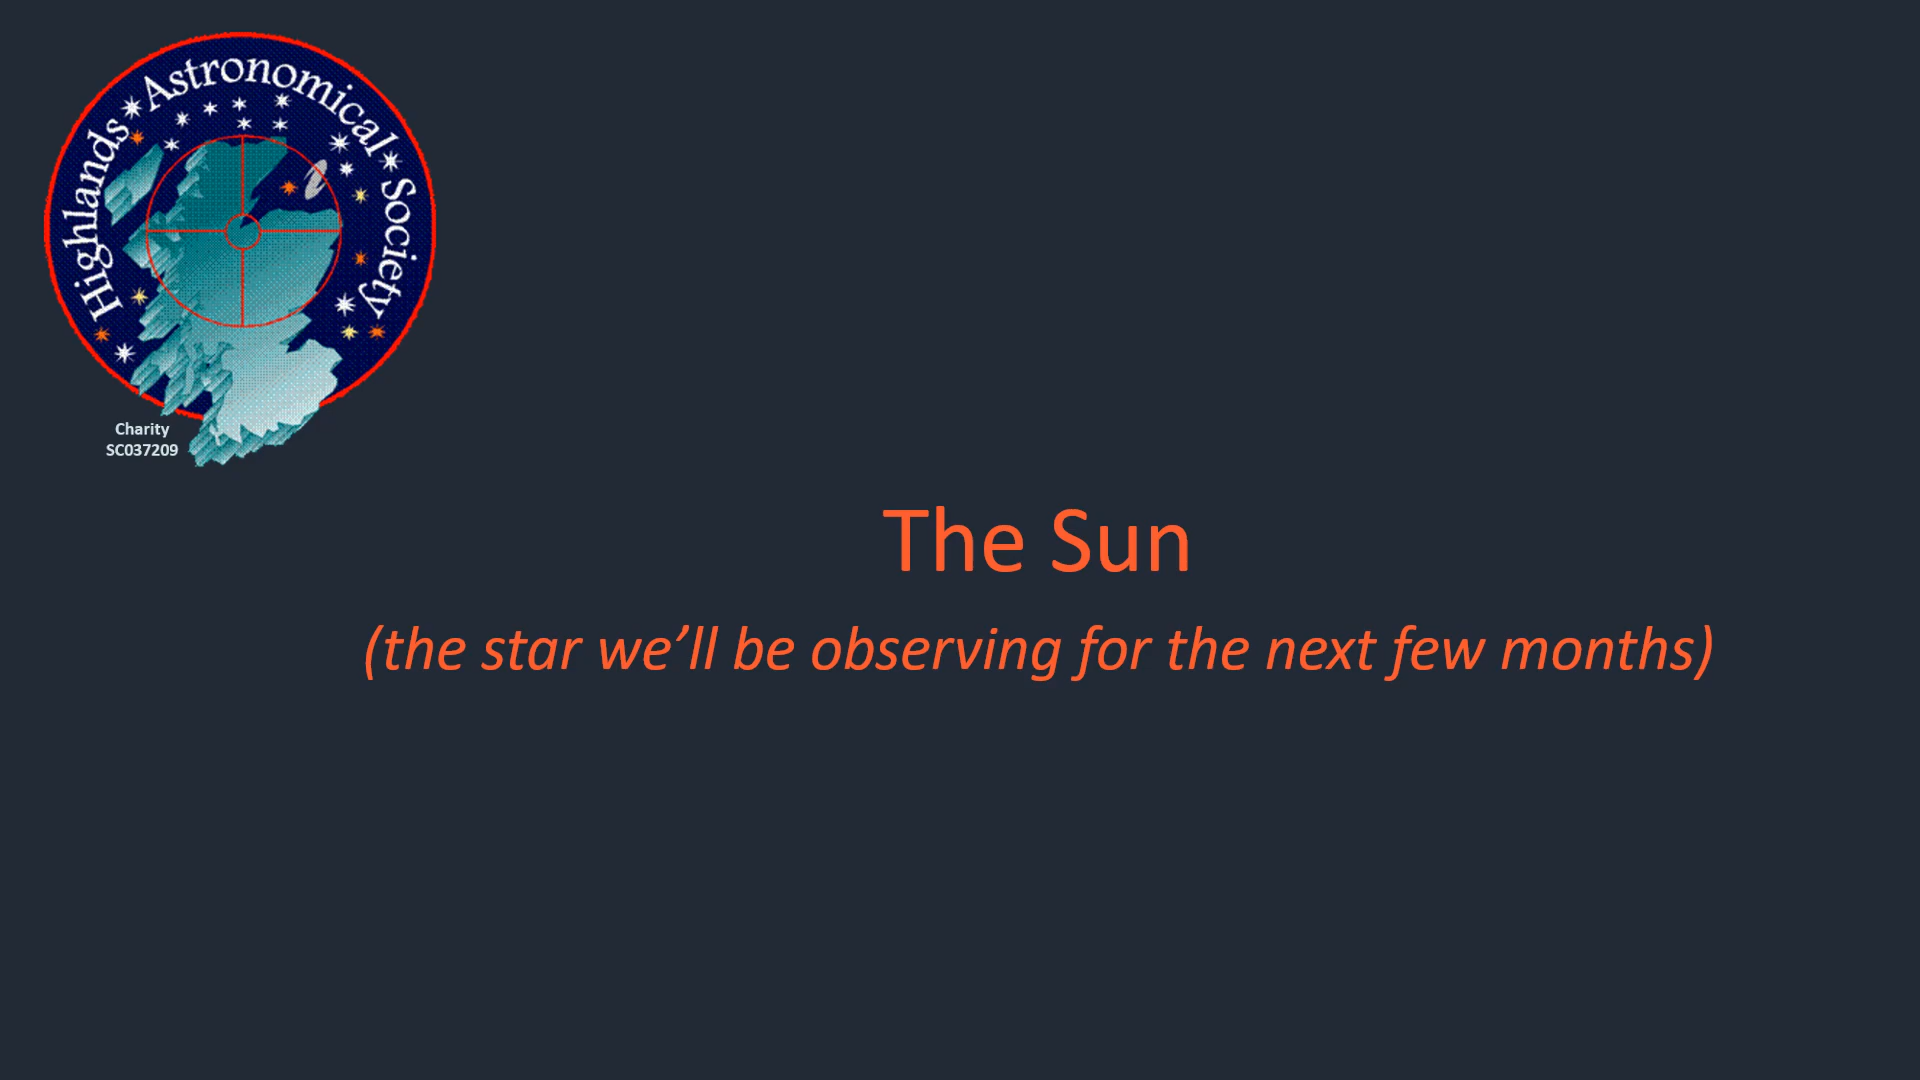 Highlands Astronomical Society
Charity
SC037209
The Sun
(the star we’ll be observing for the next few months)